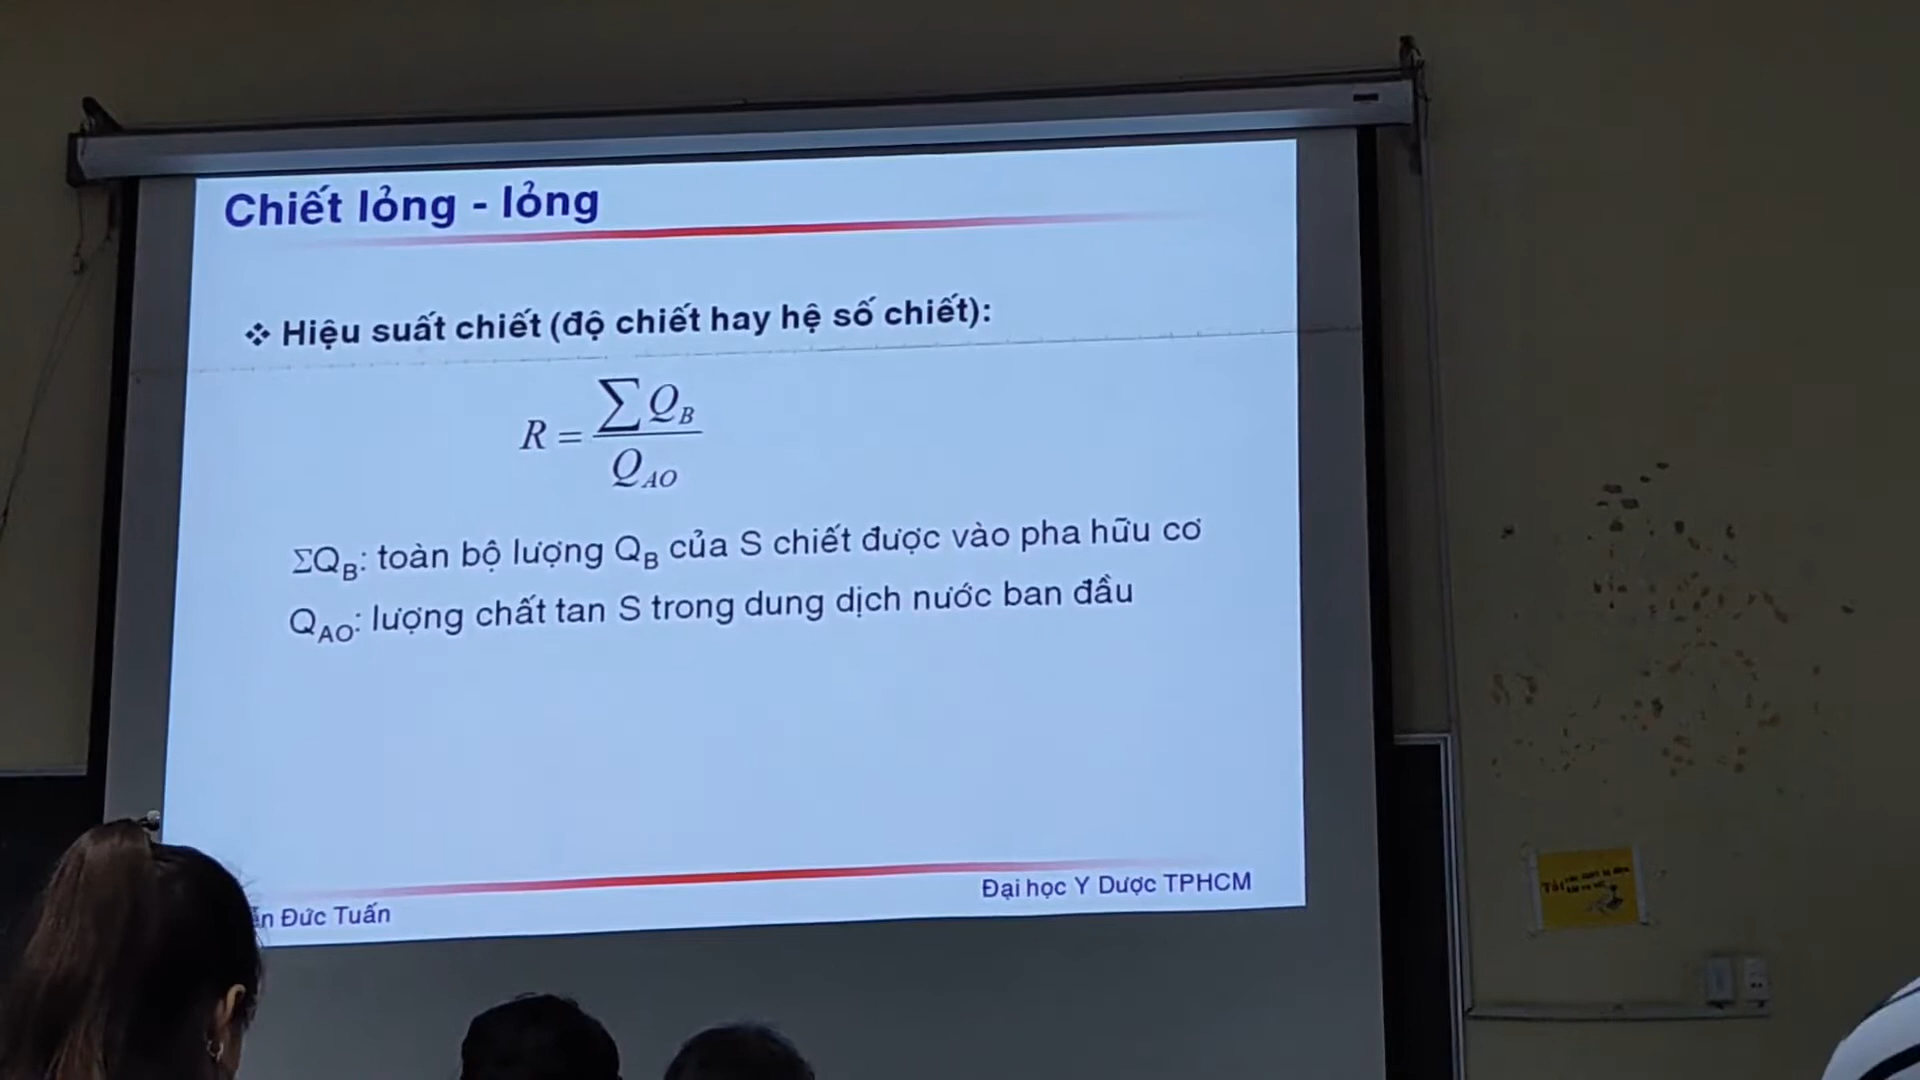 Chiết lỏng - lỏng
❖ Hiệu suất chiết (độ chiết hay hệ số chiết):
R = ∑Q_B / Q_AO
ΣQ_B: toàn bộ lượng Q_B của S chiết được vào pha hữu cơ
Q_AO: lượng chất tan S trong dung dịch nước ban đầu
Đức Tuấn
Đại học Y Dược TPHCM